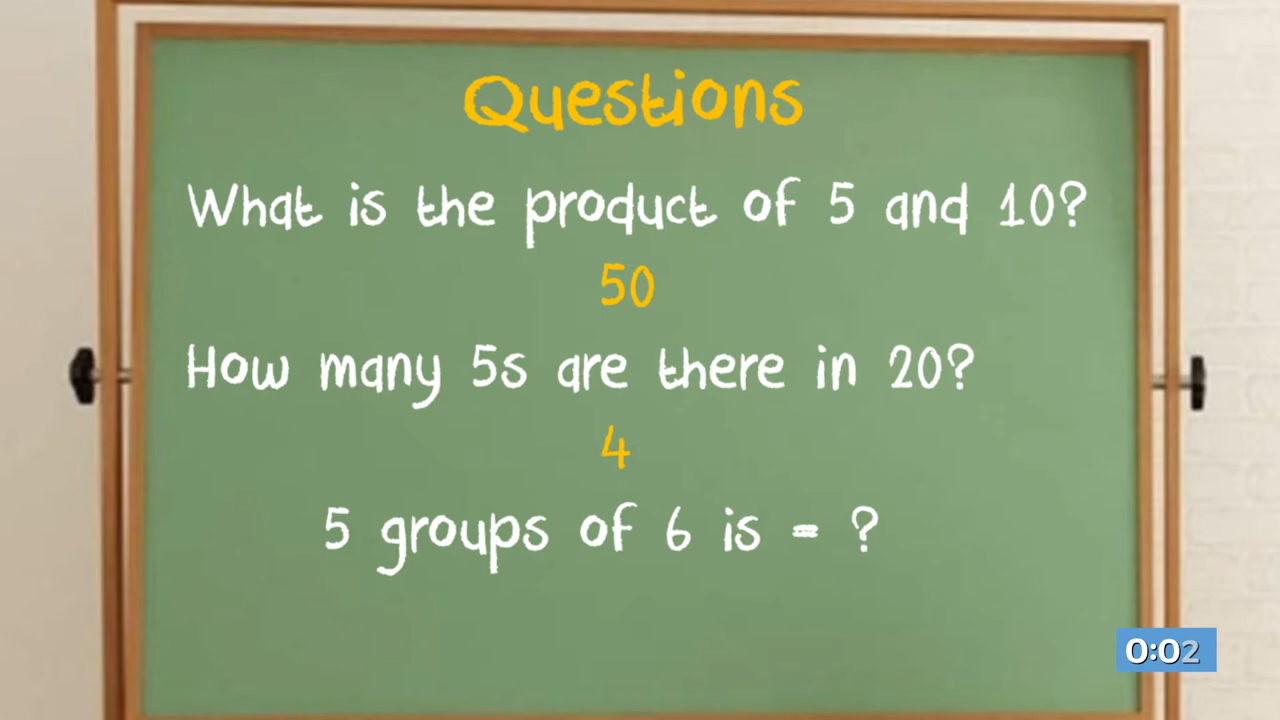 Questions
What is the product of 5 and 10?
50
How many 5s are there in 20?
4
5 groups of 6 is = ?
0:02